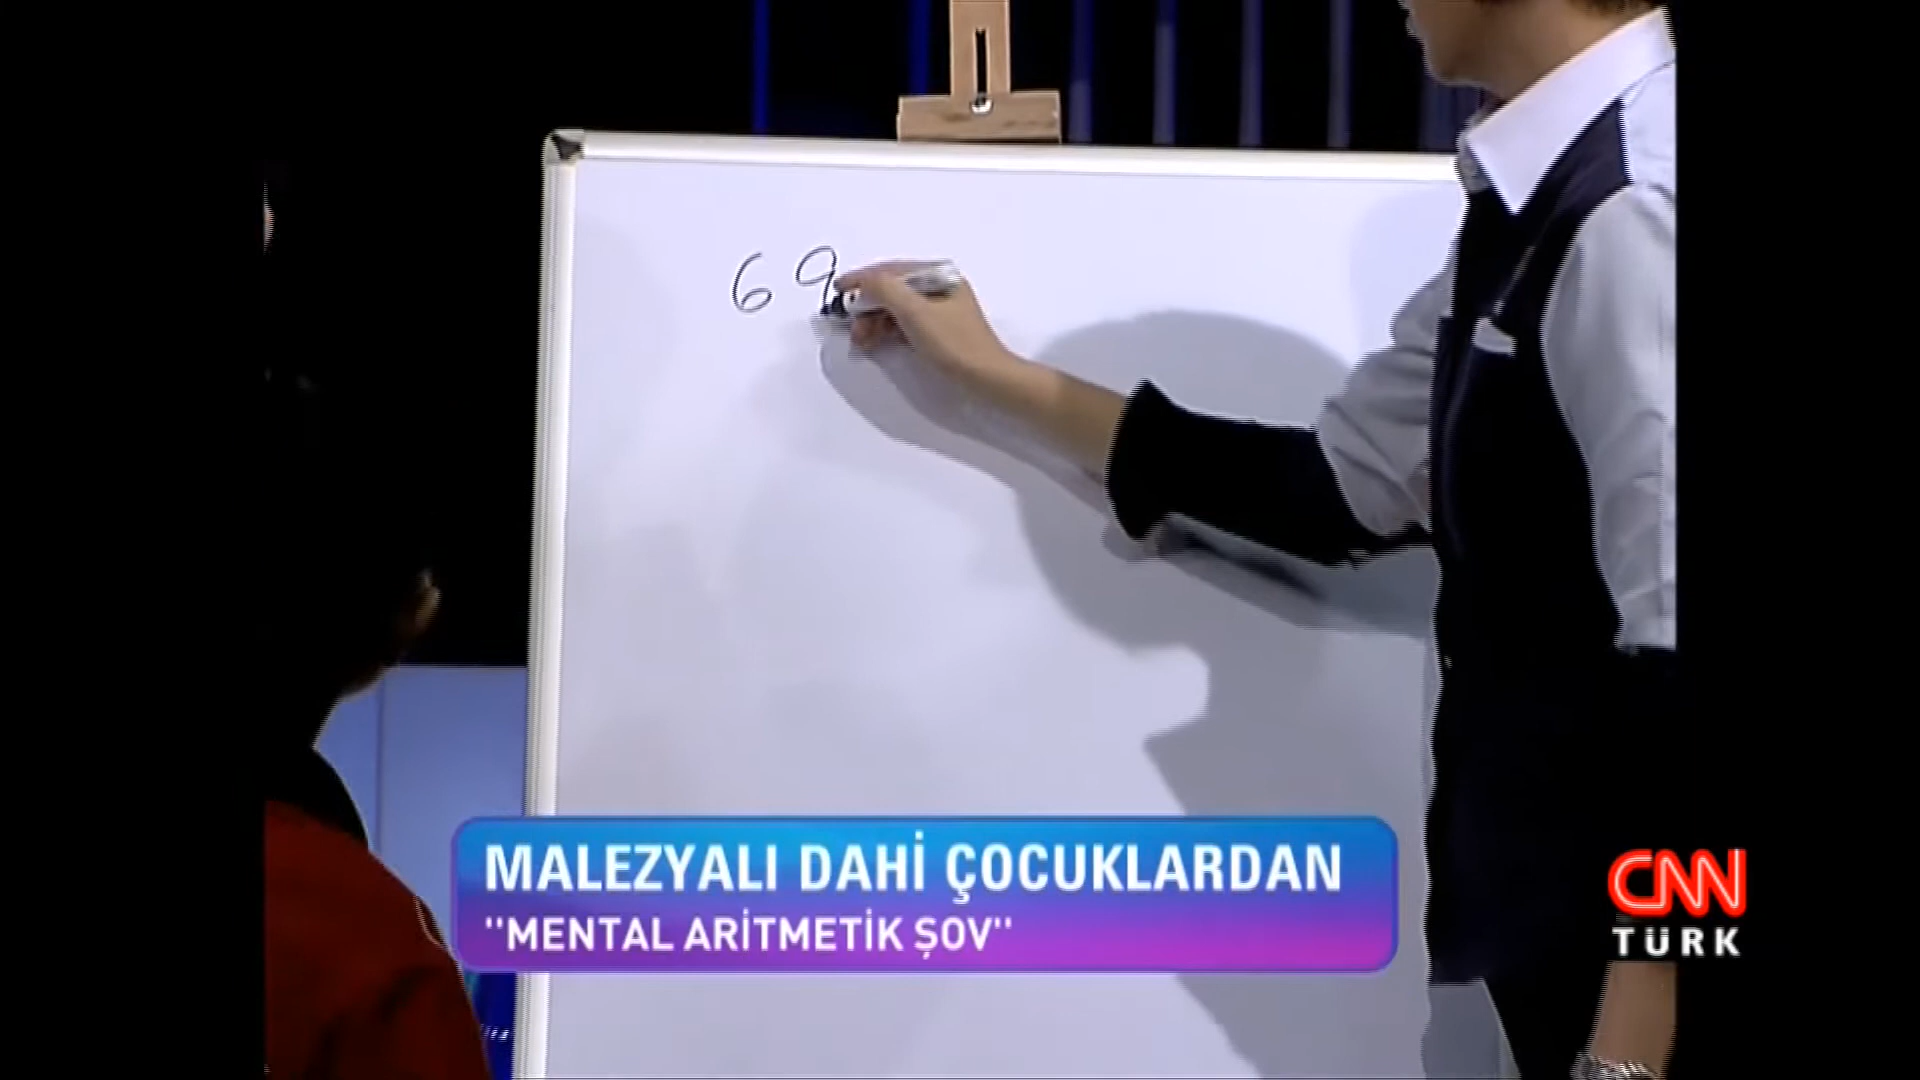 69
MALEZYALI DAHİ ÇOCUKLARDAN
"MENTAL ARİTMETİK ŞOV"
CNN
TÜRK